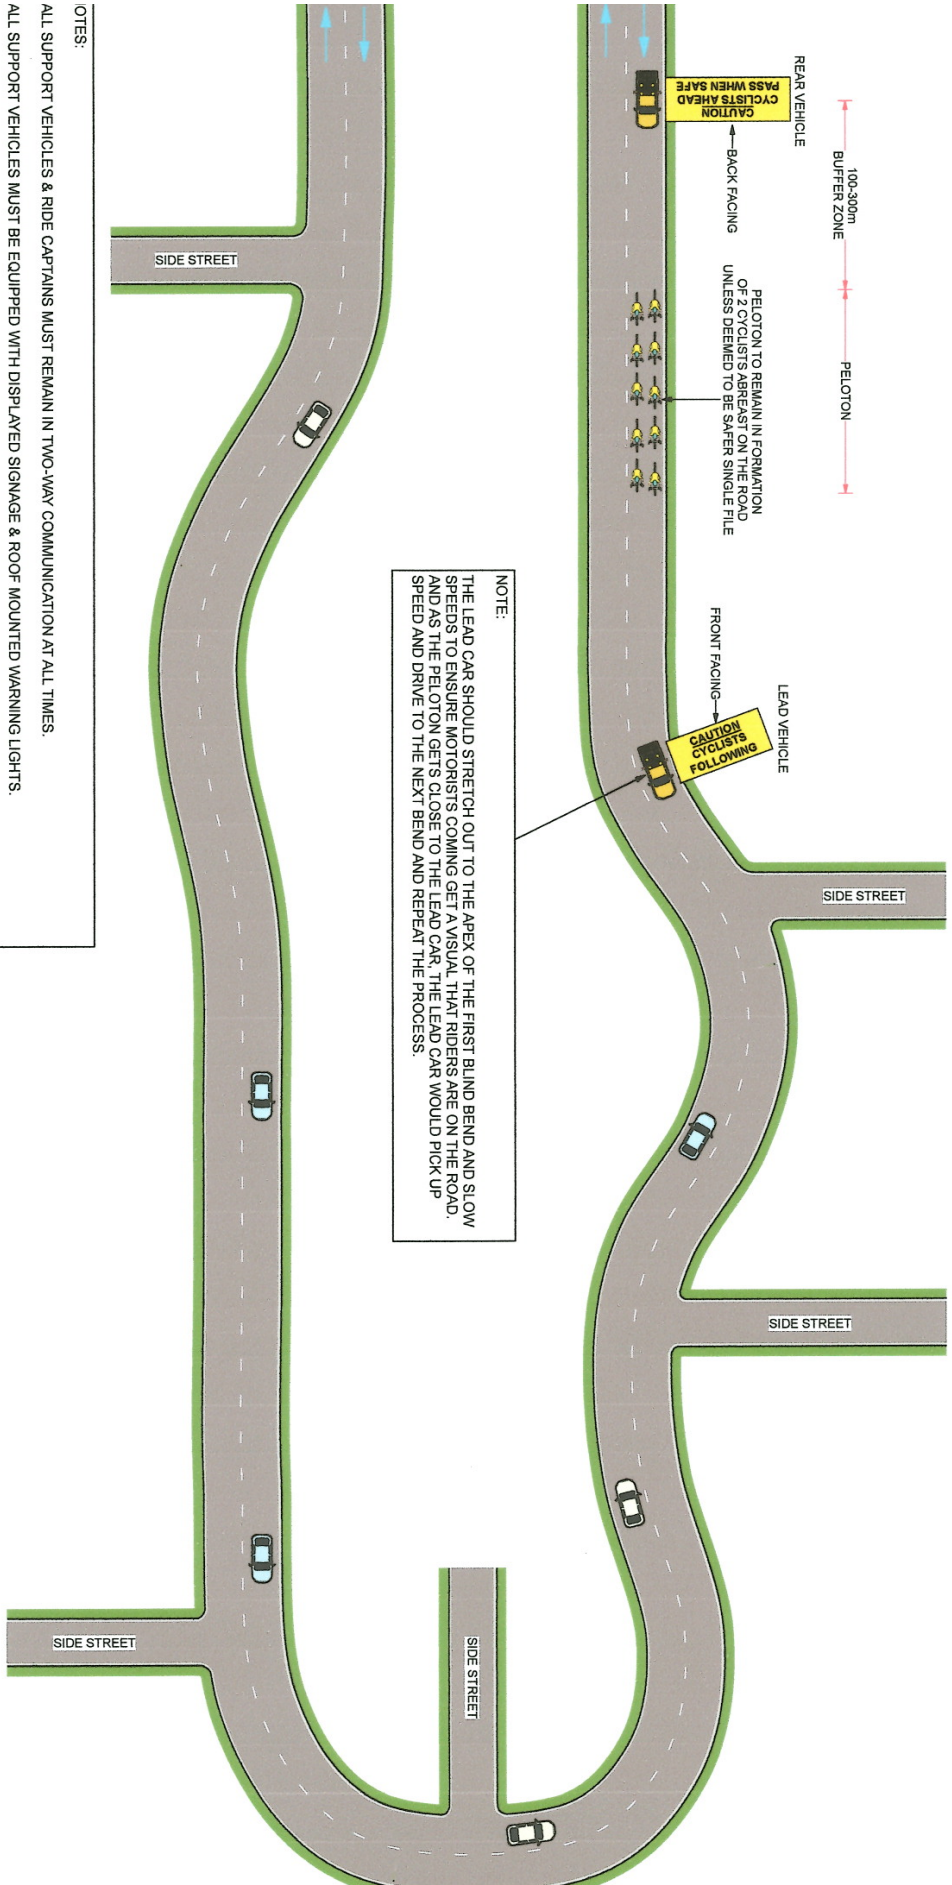 REAR VEHICLE
CAUTION
CYCLISTS AHEAD
PASS WHEN SAFE
BACK FACING
100-300m
BUFFER ZONE
PELOTON
PELOTON TO REMAIN IN FORMATION
OF 2 CYCLISTS ABREAST ON THE ROAD
UNLESS DEEMED TO BE SAFER SINGLE FILE
LEAD VEHICLE
FRONT FACING
CAUTION
CYCLISTS
FOLLOWING
SIDE STREET
SIDE STREET
SIDE STREET
SIDE STREET
SIDE STREET
NOTE:
THE LEAD CAR SHOULD STRETCH OUT TO THE APEX OF THE FIRST BLIND BEND AND SLOW
SPEEDS TO ENSURE MOTORISTS COMING GET A VISUAL THAT RIDERS ARE ON THE ROAD.
AND AS THE PELOTON GETS CLOSE TO THE LEAD CAR, THE LEAD CAR WOULD PICK UP
SPEED AND DRIVE TO THE NEXT BEND AND REPEAT THE PROCESS.
OTES:
ALL SUPPORT VEHICLES & RIDE CAPTAINS MUST REMAIN IN TWO-WAY COMMUNICATION AT ALL TIMES.
ALL SUPPORT VEHICLES MUST BE EQUIPPED WITH DISPLAYED SIGNAGE & ROOF MOUNTED WARNING LIGHTS.